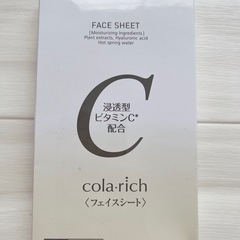 FACE SHEET
[Moisturizing Ingredients]
Plant extracts, Hyaluronic acid
Hot spring water
C
浸透型
ビタミンC*
配合
cola·rich
〈フェイスシート〉